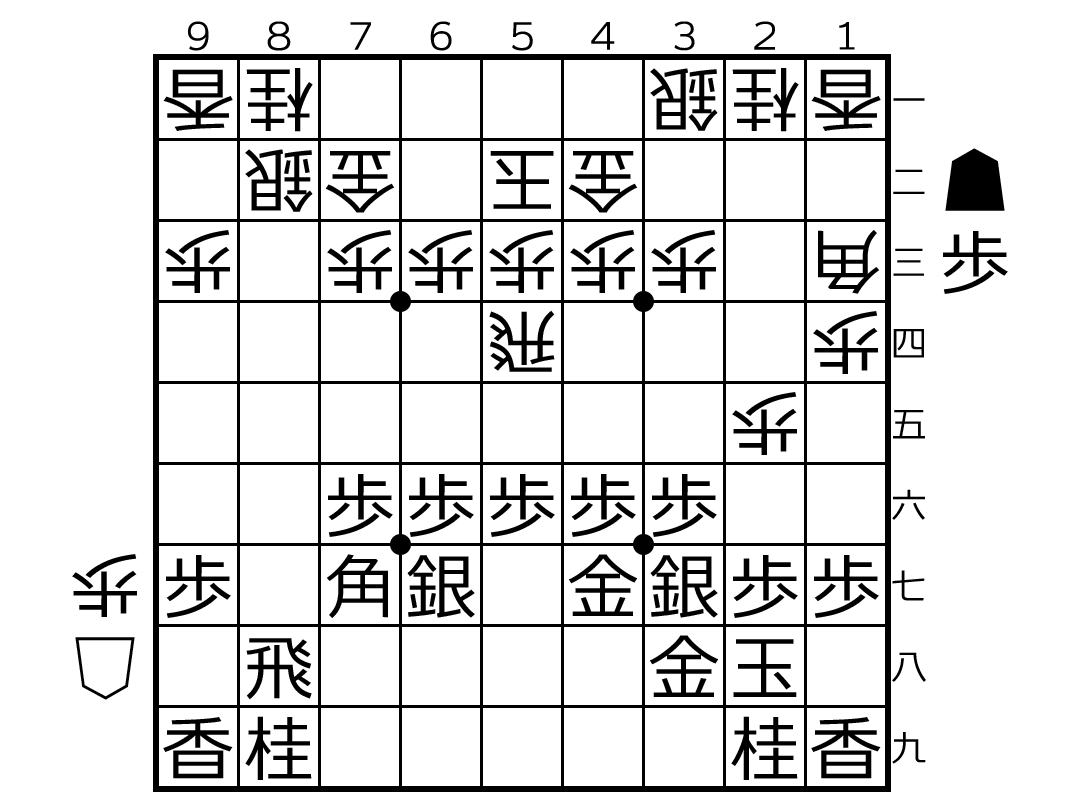 9 8 7 6 5 4 3 2 1
香 桂 銀 桂 香 一
銀 金 王 金 二
歩 歩 歩 歩 歩 歩 角 三 歩
飛 歩 四
歩 五
歩 歩 歩 歩 歩 六
歩 歩 角 銀 金 銀 歩 歩 七
飛 金 玉 八
香 桂 桂 香 九